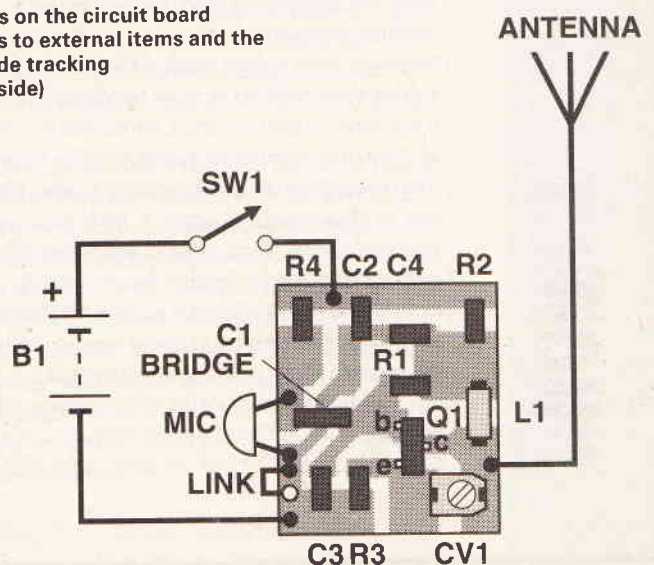 s on the circuit board
s to external items and the
de tracking
side)
ANTENNA
SW1
R4 C2 C4 R2
+
C1
BRIDGE
R1
B1
MIC
b
Q1
L1
c
e
LINK
C3 R3 CV1